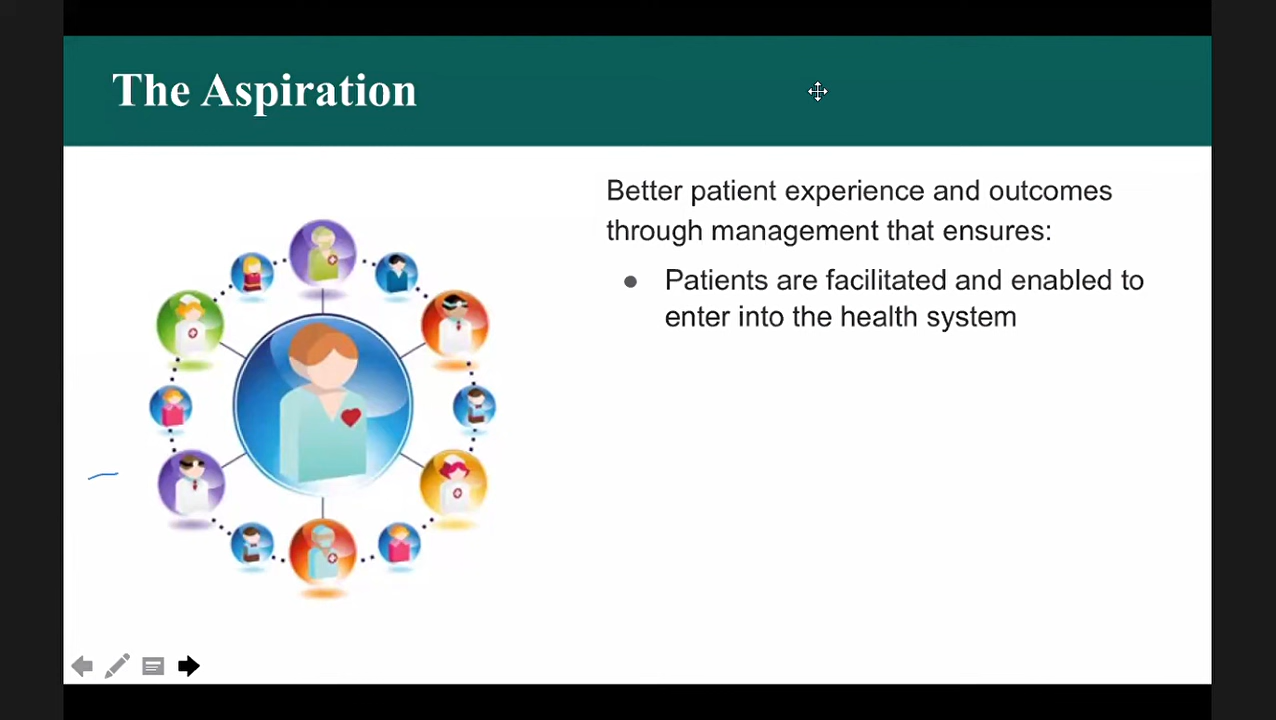 The Aspiration
Better patient experience and outcomes
through management that ensures:
● Patients are facilitated and enabled to
enter into the health system